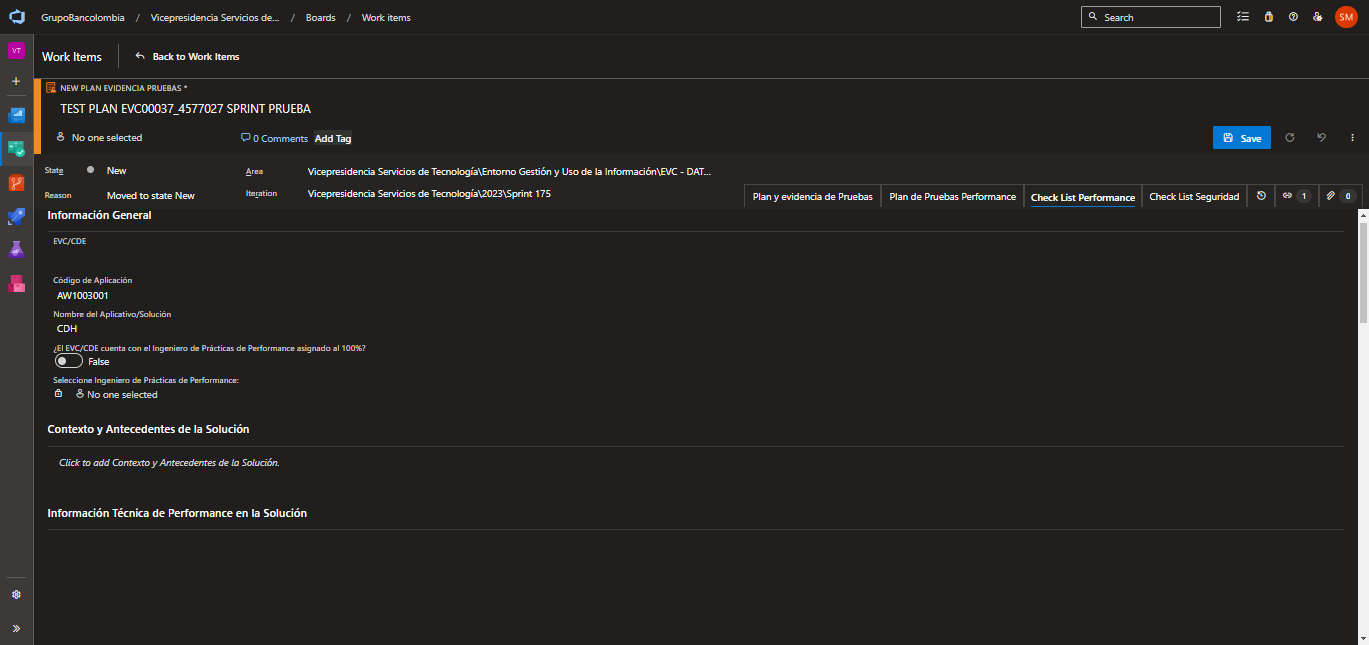 GrupoBancolombia / Vicepresidencia Servicios de... / Boards / Work items
Search
SM
VT
Work Items
Back to Work Items
NEW PLAN EVIDENCIA PRUEBAS *
TEST PLAN EVC00037_4577027 SPRINT PRUEBA
No one selected
0 Comments
Add Tag
Save
State
New
Area
Vicepresidencia Servicios de Tecnología\Entorno Gestión y Uso de la Información\EVC - DAT...
Reason
Moved to state New
Iteration
Vicepresidencia Servicios de Tecnología\2023\Sprint 175
Plan y evidencia de Pruebas
Plan de Pruebas Performance
Check List Performance
Check List Seguridad
1
0
Información General
EVC/CDE
Código de Aplicación
AW1003001
Nombre del Aplicativo/Solución
CDH
¿El EVC/CDE cuenta con el Ingeniero de Prácticas de Performance asignado al 100%?
False
Seleccione Ingeniero de Prácticas de Performance:
No one selected
Contexto y Antecedentes de la Solución
Click to add Contexto y Antecedentes de la Solución.
Información Técnica de Performance en la Solución